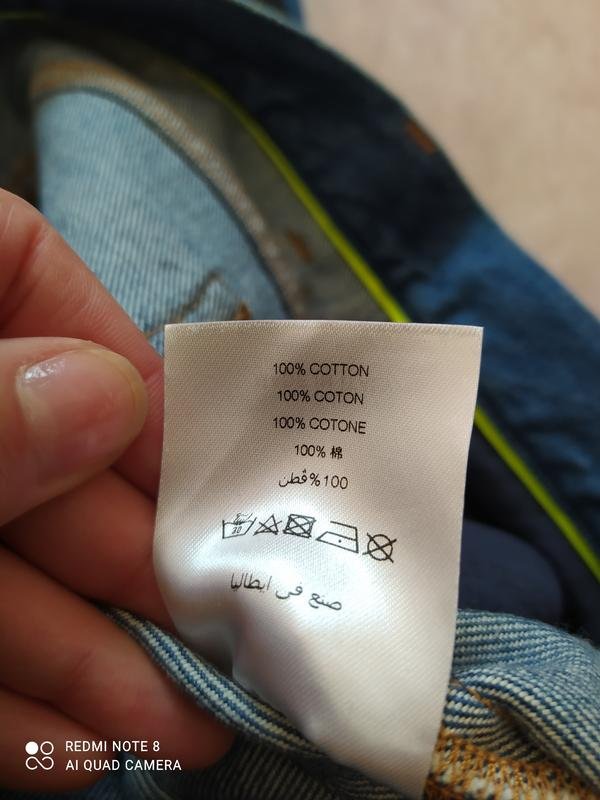 100% COTTON
100% COTON
100% COTONE
100% 棉
100% قطن
30
صنع في ايطاليا
REDMI NOTE 8
AI QUAD CAMERA